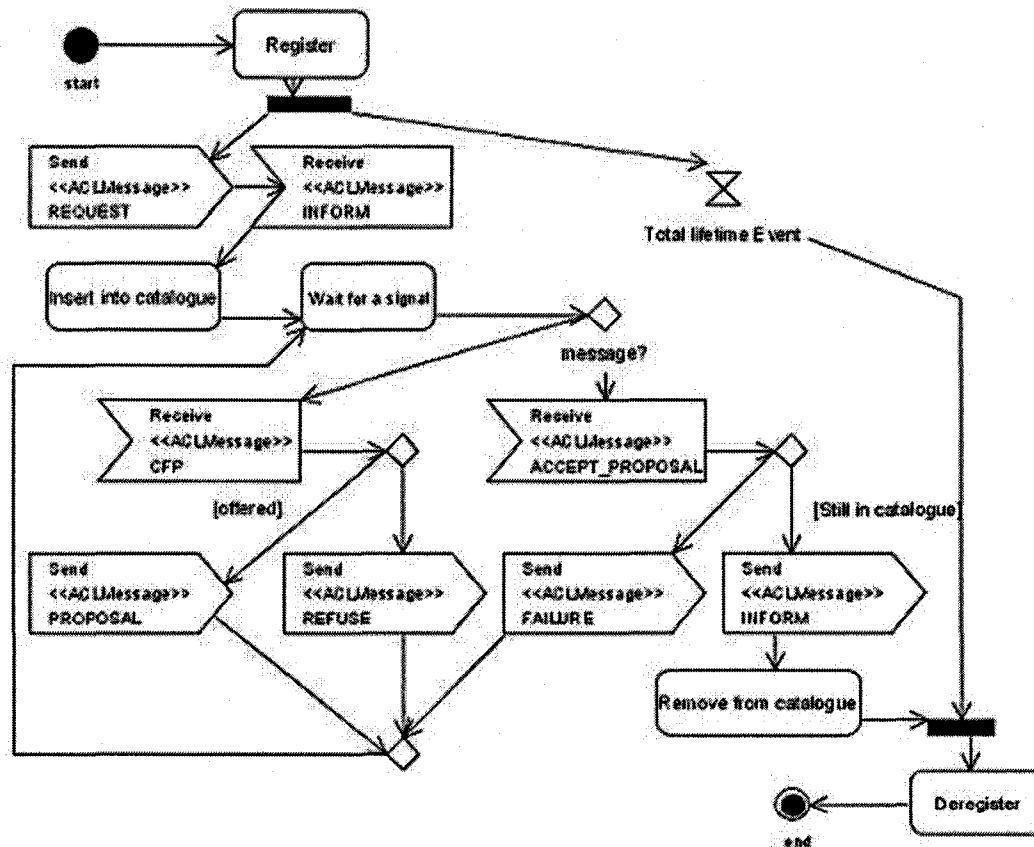 Register
start
Send
<<ACLMessage>>
REQUEST
Receive
<<ACLMessage>>
INFORM
Total lifetime Event
Insert into catalogue
Wait for a signal
message?
Receive
<<ACLMessage>>
CFP
Receive
<<ACLMessage>>
ACCEPT_PROPOSAL
[offered]
[Still in catalogue]
Send
<<ACLMessage>>
PROPOSAL
Send
<<ACLMessage>>
REFUSE
Send
<<ACLMessage>>
FAILURE
Send
<<ACLMessage>>
INFORM
Remove from catalogue
Deregister
end